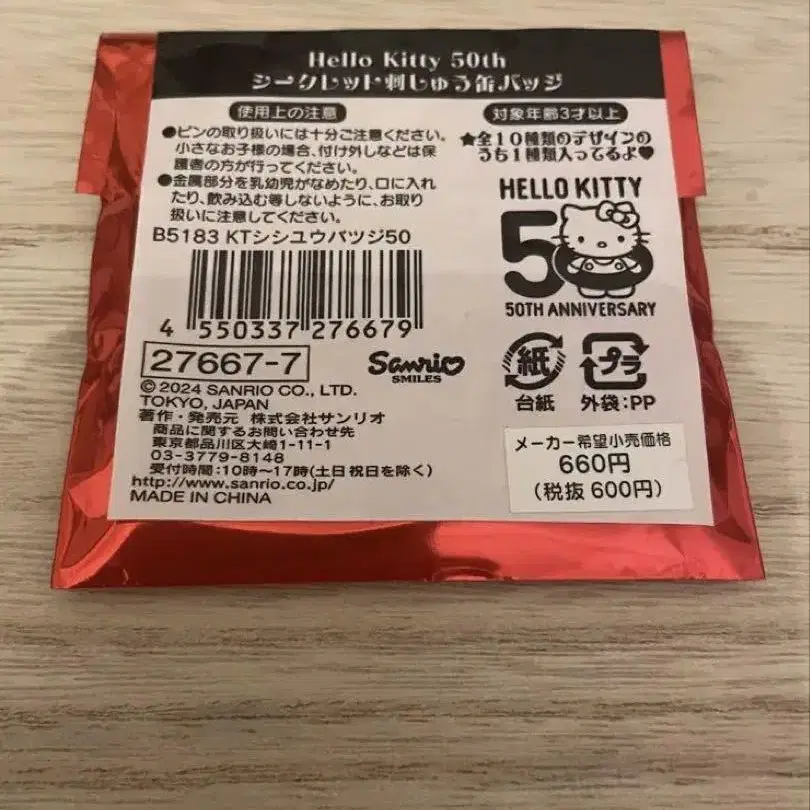 Hello Kitty 50th
シークレット刺しゅう缶バッジ
使用上の注意
●ピンの取り扱いには十分ご注意ください。
小さなお子様の場合、付け外しなどは保
護者の方が行ってください。
●金属部分を乳幼児がなめたり、口に入れ
たり、飲み込む等しないように、お取り
扱いに注意してください。
B5183 KTシシユウバツジ50
4 550337 276679
27667-7
Sanrio
SMILES
© 2024 SANRIO CO., LTD.
TOKYO, JAPAN
著作・発売元 株式会社サンリオ
商品に関するお問い合わせ先
東京都品川区大崎1-11-1
03-3779-8148
受付時間:10時~17時(土日祝日を除く)
http://www.sanrio.co.jp/
MADE IN CHINA
対象年齢3才以上
★全10種類のデザインの
うち1種類入ってるよ♥
HELLO KITTY
50
50TH ANNIVERSARY
紙
台紙
プラ
外袋:PP
メーカー希望小売価格
660円
(税抜 600円)